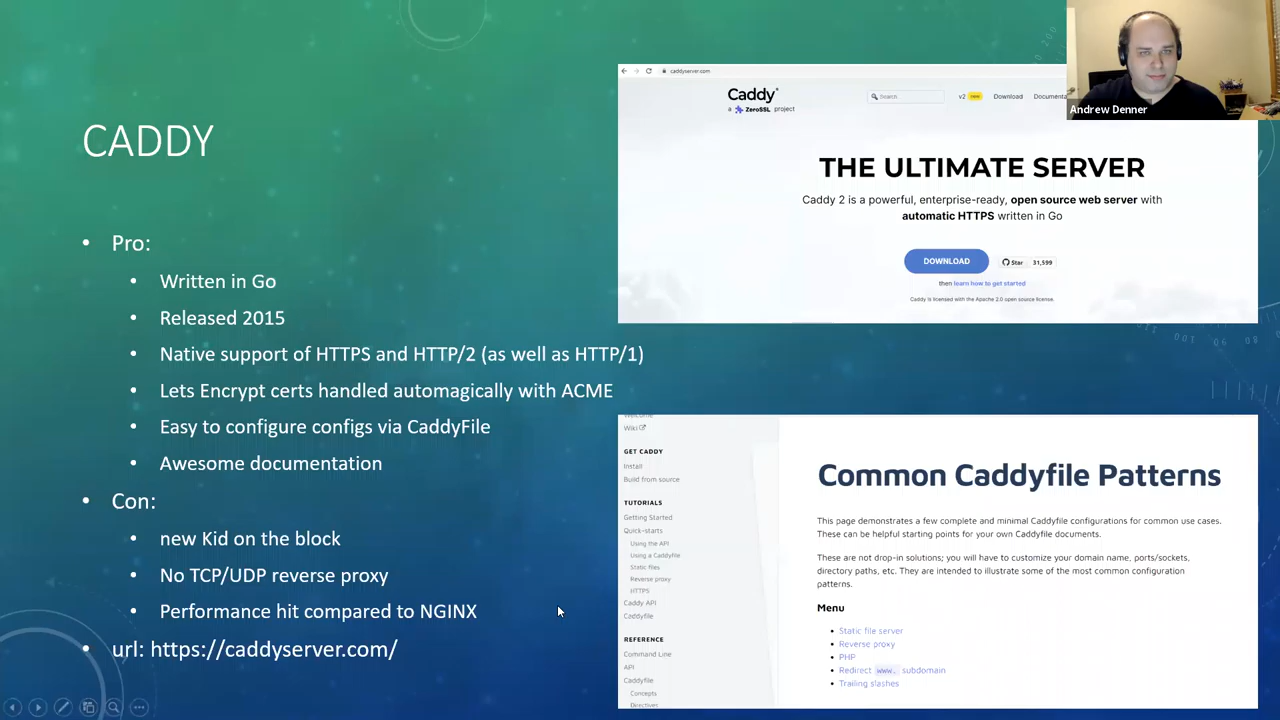 CADDY
• Pro:
• Written in Go
• Released 2015
• Native support of HTTPS and HTTP/2 (as well as HTTP/1)
• Lets Encrypt certs handled automagically with ACME
• Easy to configure configs via CaddyFile
• Awesome documentation
• Con:
• new Kid on the block
• No TCP/UDP reverse proxy
• Performance hit compared to NGINX
• url: https://caddyserver.com/
caddyserver.com
Caddy
a ZeroSSL project
Search
v2 new Download Documenta
THE ULTIMATE SERVER
Caddy 2 is a powerful, enterprise-ready, open source web server with
automatic HTTPS written in Go
DOWNLOAD
Star 31,599
then learn how to get started
Caddy is licensed with the Apache 2.0 open source license.
Andrew Denner
Welcome
Wiki
GET CADDY
Install
Build from source
TUTORIALS
Getting Started
Quick-starts
Using the API
Using a Caddyfile
Static files
Reverse proxy
HTTPS
Caddy API
Caddyfile
REFERENCE
Command Line
API
Caddyfile
Concepts
Directives
Common Caddyfile Patterns
This page demonstrates a few complete and minimal Caddyfile configurations for common use cases.
These can be helpful starting points for your own Caddyfile documents.
These are not drop-in solutions; you will have to customize your domain name, ports/sockets,
directory paths, etc. They are intended to illustrate some of the most common configuration
patterns.
Menu
• Static file server
• Reverse proxy
• PHP
• Redirect www. subdomain
• Trailing slashes